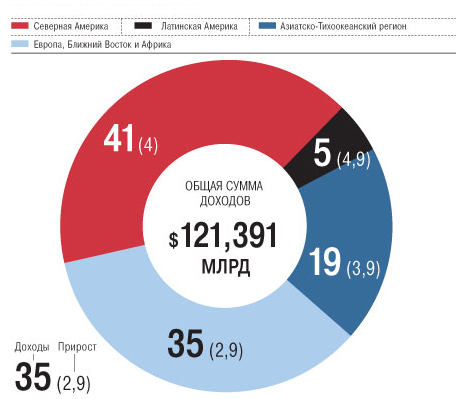 Северная Америка
Латинская Америка
Азиатско-Тихоокеанский регион
Европа, Ближний Восток и Африка
41 (4)
5 (4,9)
ОБЩАЯ СУММА
ДОХОДОВ
$121,391
МЛРД
19 (3,9)
35 (2,9)
Доходы Прирост
35 (2,9)